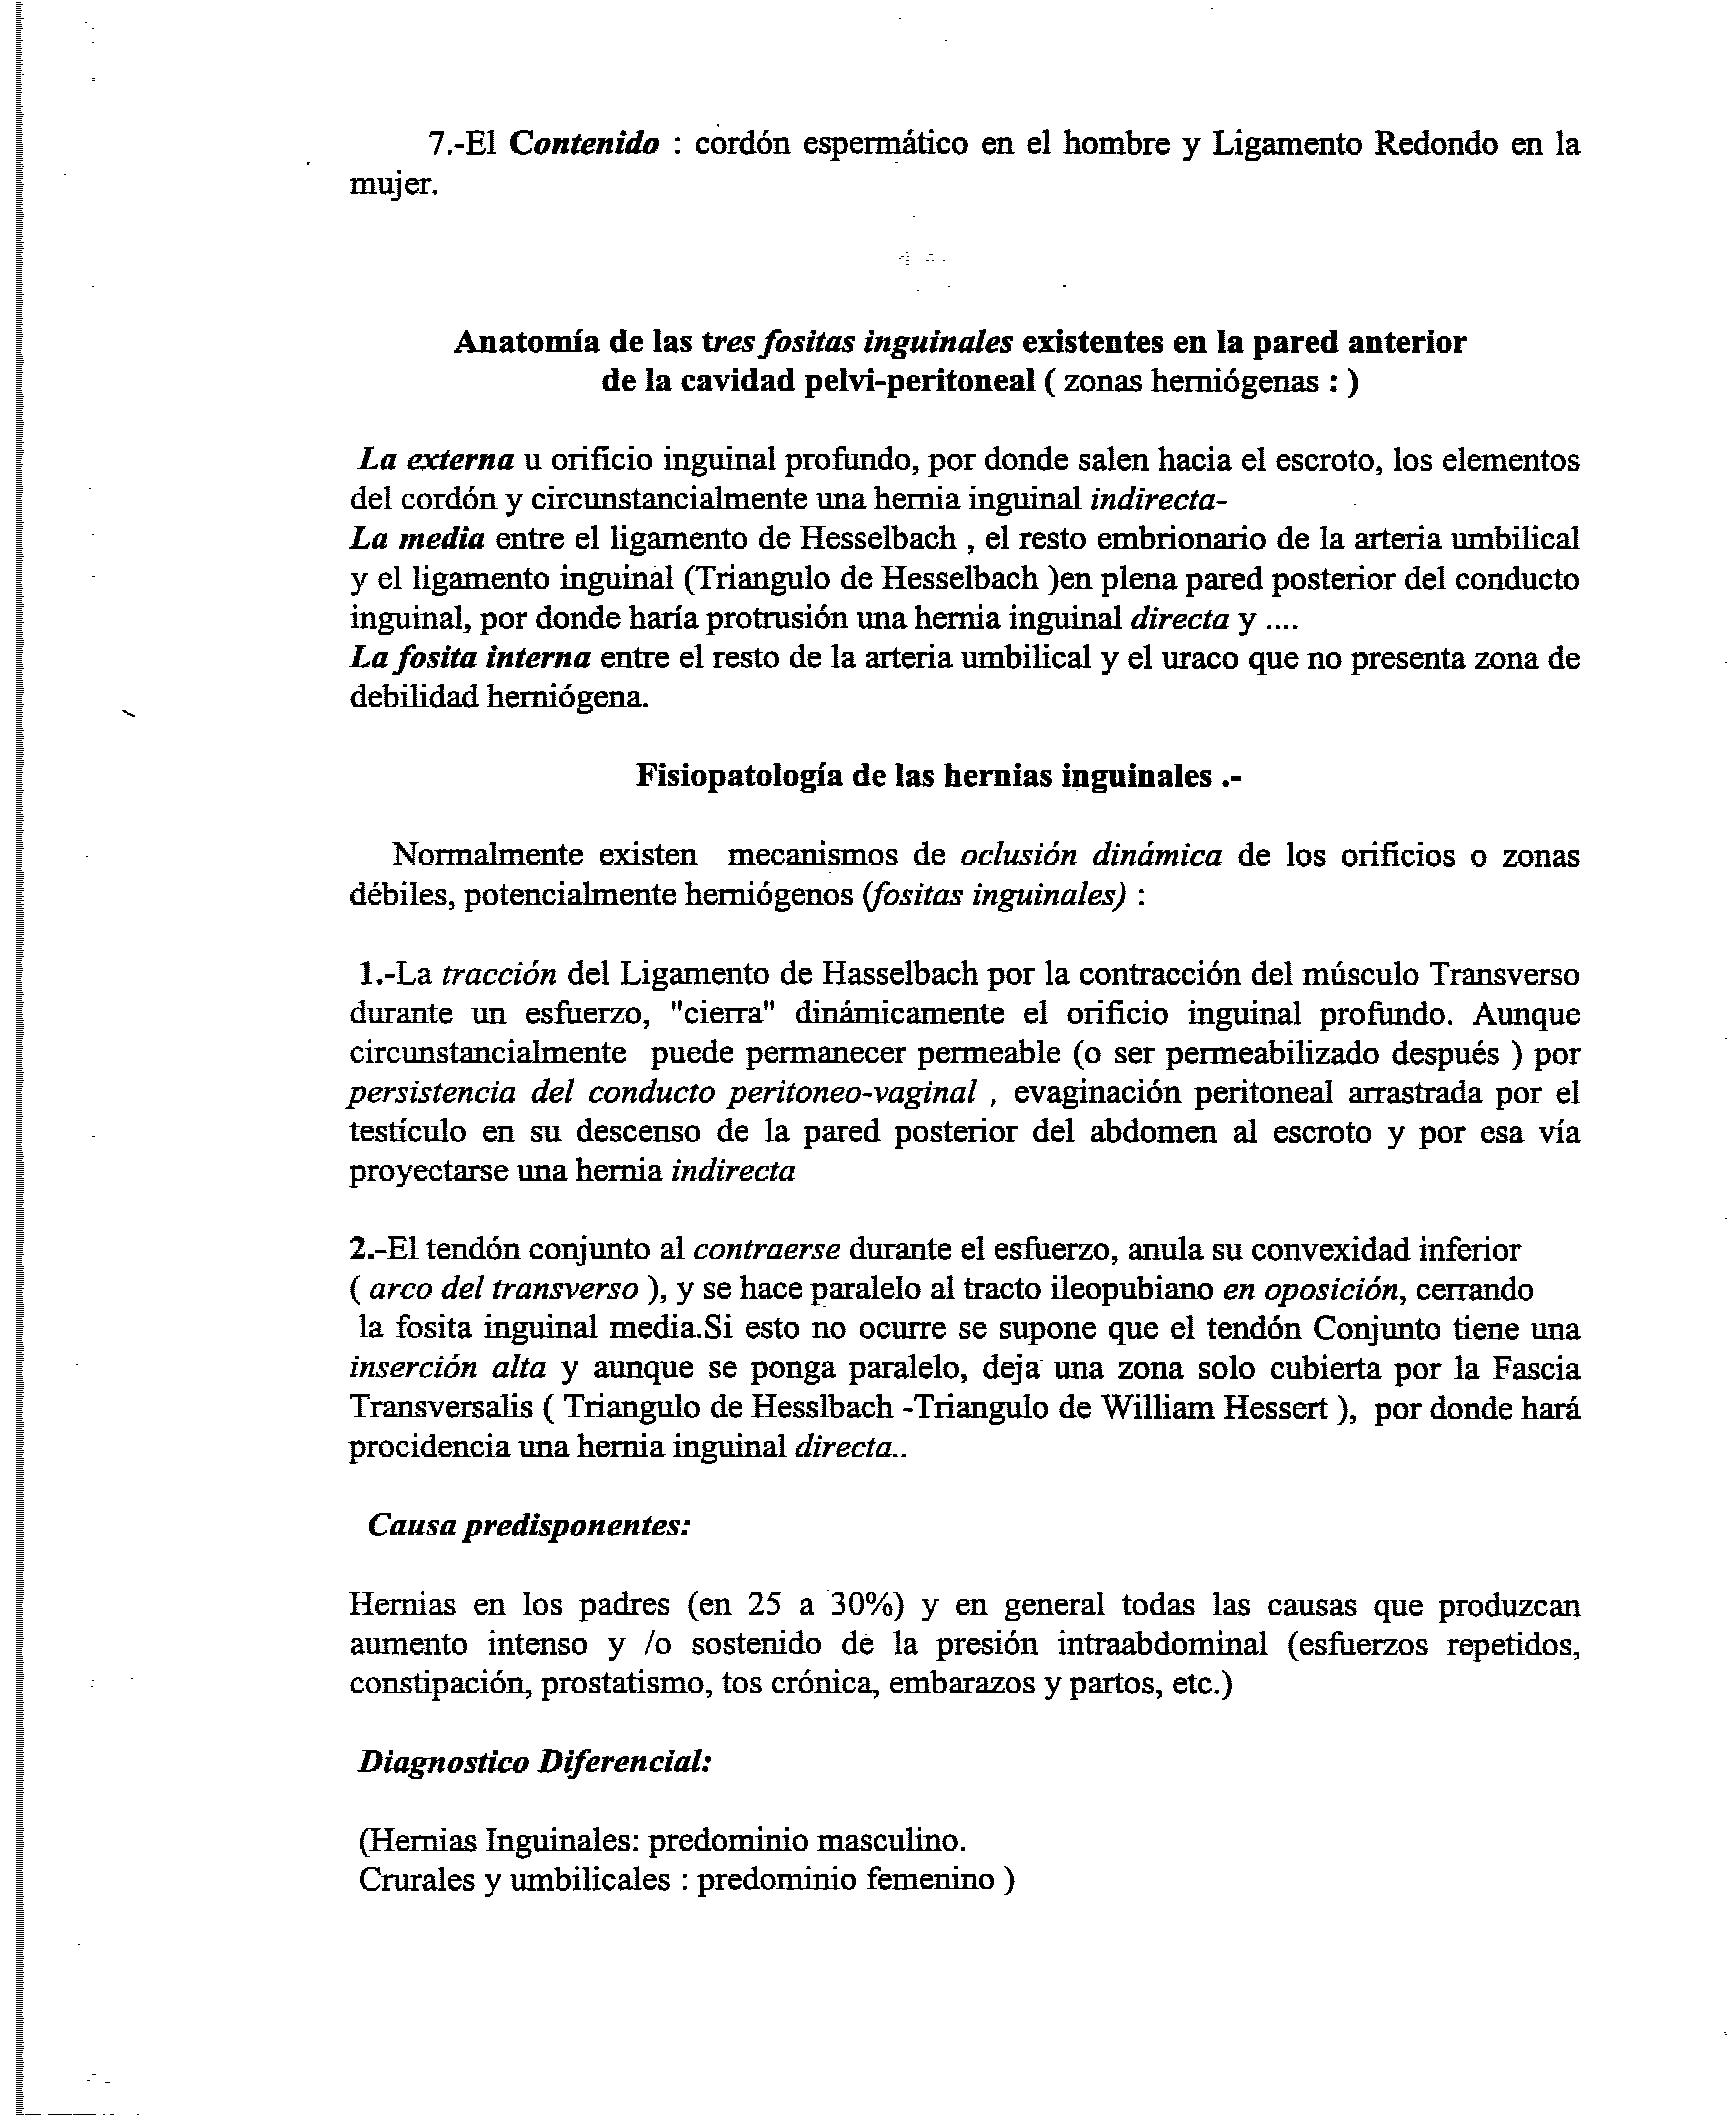 7.-El Contenido : cordón espermático en el hombre y Ligamento Redondo en la
mujer.
Anatomía de las tres fositas inguinales existentes en la pared anterior
de la cavidad pelvi-peritoneal ( zonas herniógenas : )
La externa u orificio inguinal profundo, por donde salen hacia el escroto, los elementos
del cordón y circunstancialmente una hernia inguinal indirecta-
La media entre el ligamento de Hesselbach , el resto embrionario de la arteria umbilical
y el ligamento inguinal (Triangulo de Hesselbach )en plena pared posterior del conducto
inguinal, por donde haría protrusión una hernia inguinal directa y ....
La fosita interna entre el resto de la arteria umbilical y el uraco que no presenta zona de
debilidad herniógena.
Fisiopatología de las hernias inguinales .-
Normalmente existen mecanismos de oclusión dinámica de los orificios o zonas
débiles, potencialmente herniógenos (fositas inguinales) :
1.-La tracción del Ligamento de Hasselbach por la contracción del músculo Transverso
durante un esfuerzo, "cierra" dinámicamente el orificio inguinal profundo. Aunque
circunstancialmente puede permanecer permeable (o ser permeabilizado después ) por
persistencia del conducto peritoneo-vaginal , evaginación peritoneal arrastrada por el
testículo en su descenso de la pared posterior del abdomen al escroto y por esa vía
proyectarse una hernia indirecta
2.-El tendón conjunto al contraerse durante el esfuerzo, anula su convexidad inferior
( arco del transverso ), y se hace paralelo al tracto ileopubiano en oposición, cerrando
la fosita inguinal media.Si esto no ocurre se supone que el tendón Conjunto tiene una
inserción alta y aunque se ponga paralelo, deja una zona solo cubierta por la Fascia
Transversalis ( Triangulo de Hesslbach -Triangulo de William Hessert ), por donde hará
procidencia una hernia inguinal directa..
Causa predisponentes:
Hernias en los padres (en 25 a 30%) y en general todas las causas que produzcan
aumento intenso y /o sostenido de la presión intraabdominal (esfuerzos repetidos,
constipación, prostatismo, tos crónica, embarazos y partos, etc.)
Diagnostico Diferencial:
(Hernias Inguinales: predominio masculino.
Crurales y umbilicales : predominio femenino )